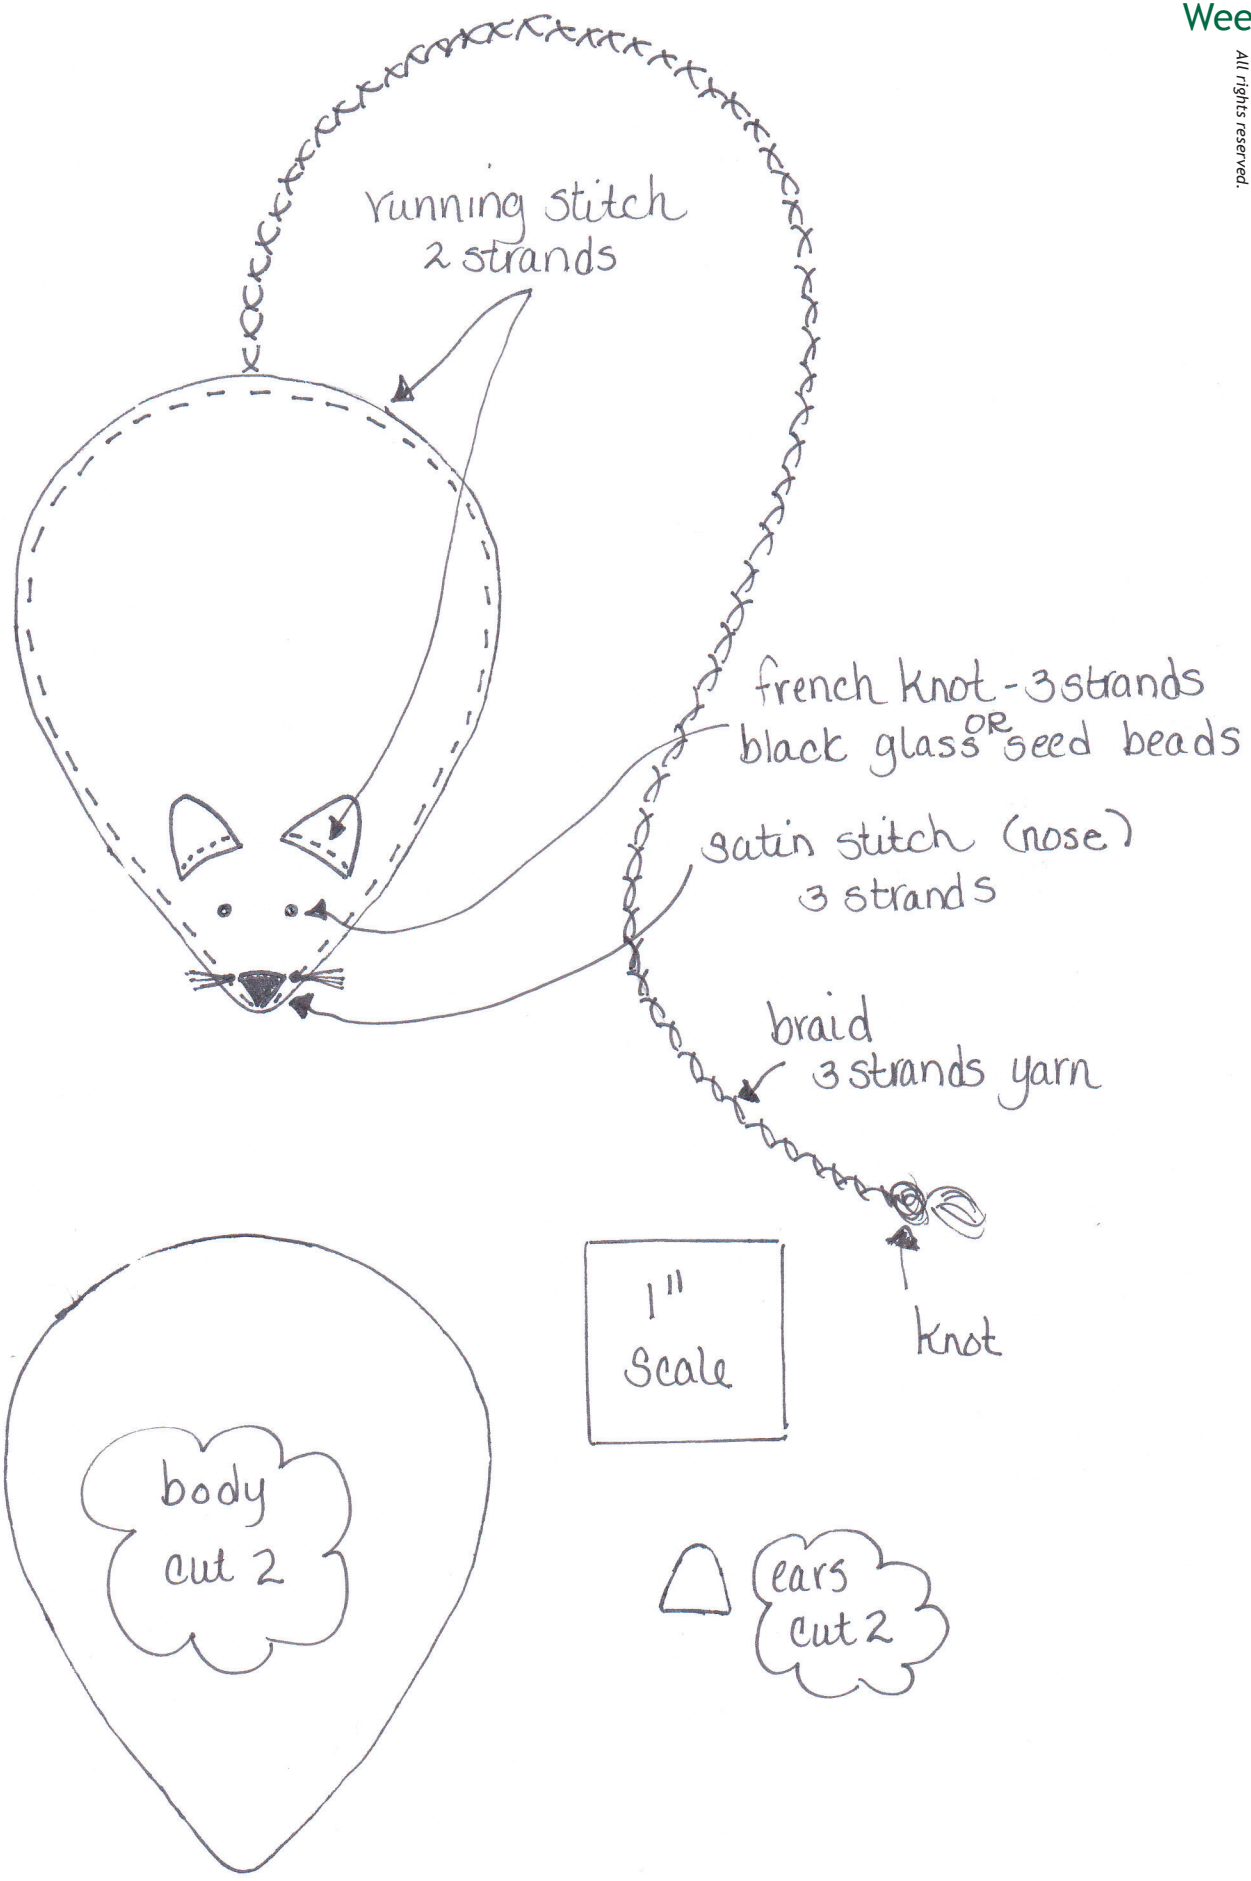 Wee
All rights reserved.
running stitch
2 strands
french knot - 3 strands
OR
black glass seed beads
satin stitch (nose)
3 strands
braid
3 strands yarn
knot
1"
Scale
body
cut 2
ears
cut 2